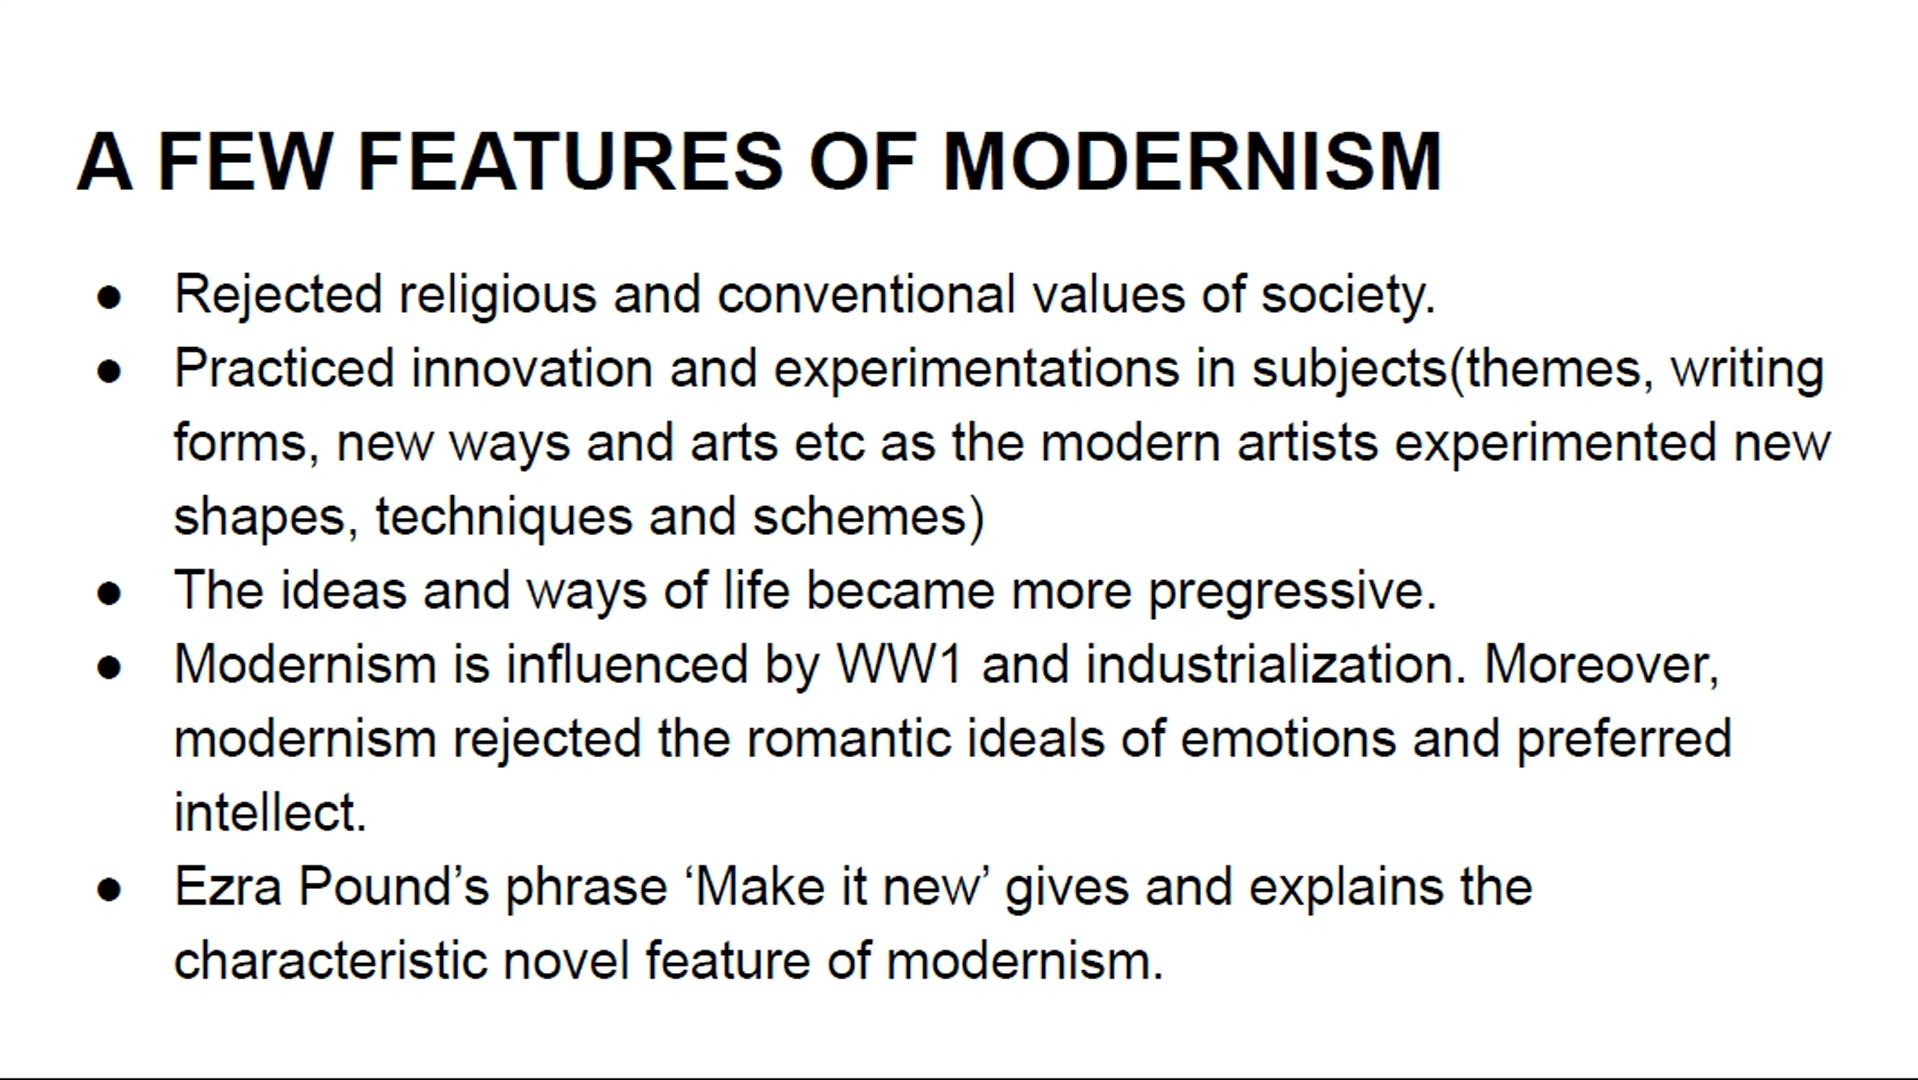 A FEW FEATURES OF MODERNISM
● Rejected religious and conventional values of society.
● Practiced innovation and experimentations in subjects(themes, writing
forms, new ways and arts etc as the modern artists experimented new
shapes, techniques and schemes)
● The ideas and ways of life became more pregressive.
● Modernism is influenced by WW1 and industrialization. Moreover,
modernism rejected the romantic ideals of emotions and preferred
intellect.
● Ezra Pound’s phrase ‘Make it new’ gives and explains the
characteristic novel feature of modernism.